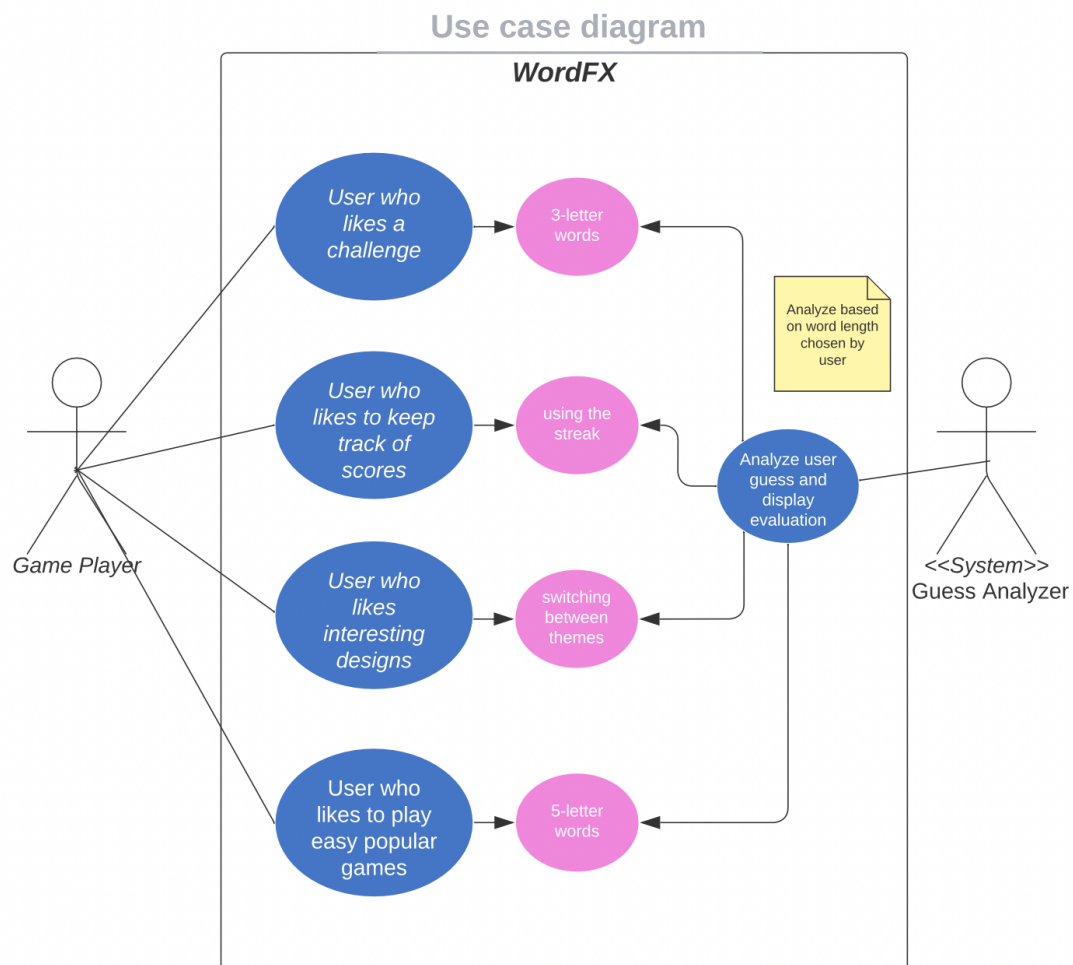 Use case diagram
WordFX
User who
likes a
challenge
3-letter
words
Analyze based
on word length
chosen by
user
User who
likes to keep
track of
scores
using the
streak
Analyze user
guess and
display
evaluation
Game Player
<<System>>
Guess Analyzer
User who
likes
interesting
designs
switching
between
themes
User who
likes to play
easy popular
games
5-letter
words